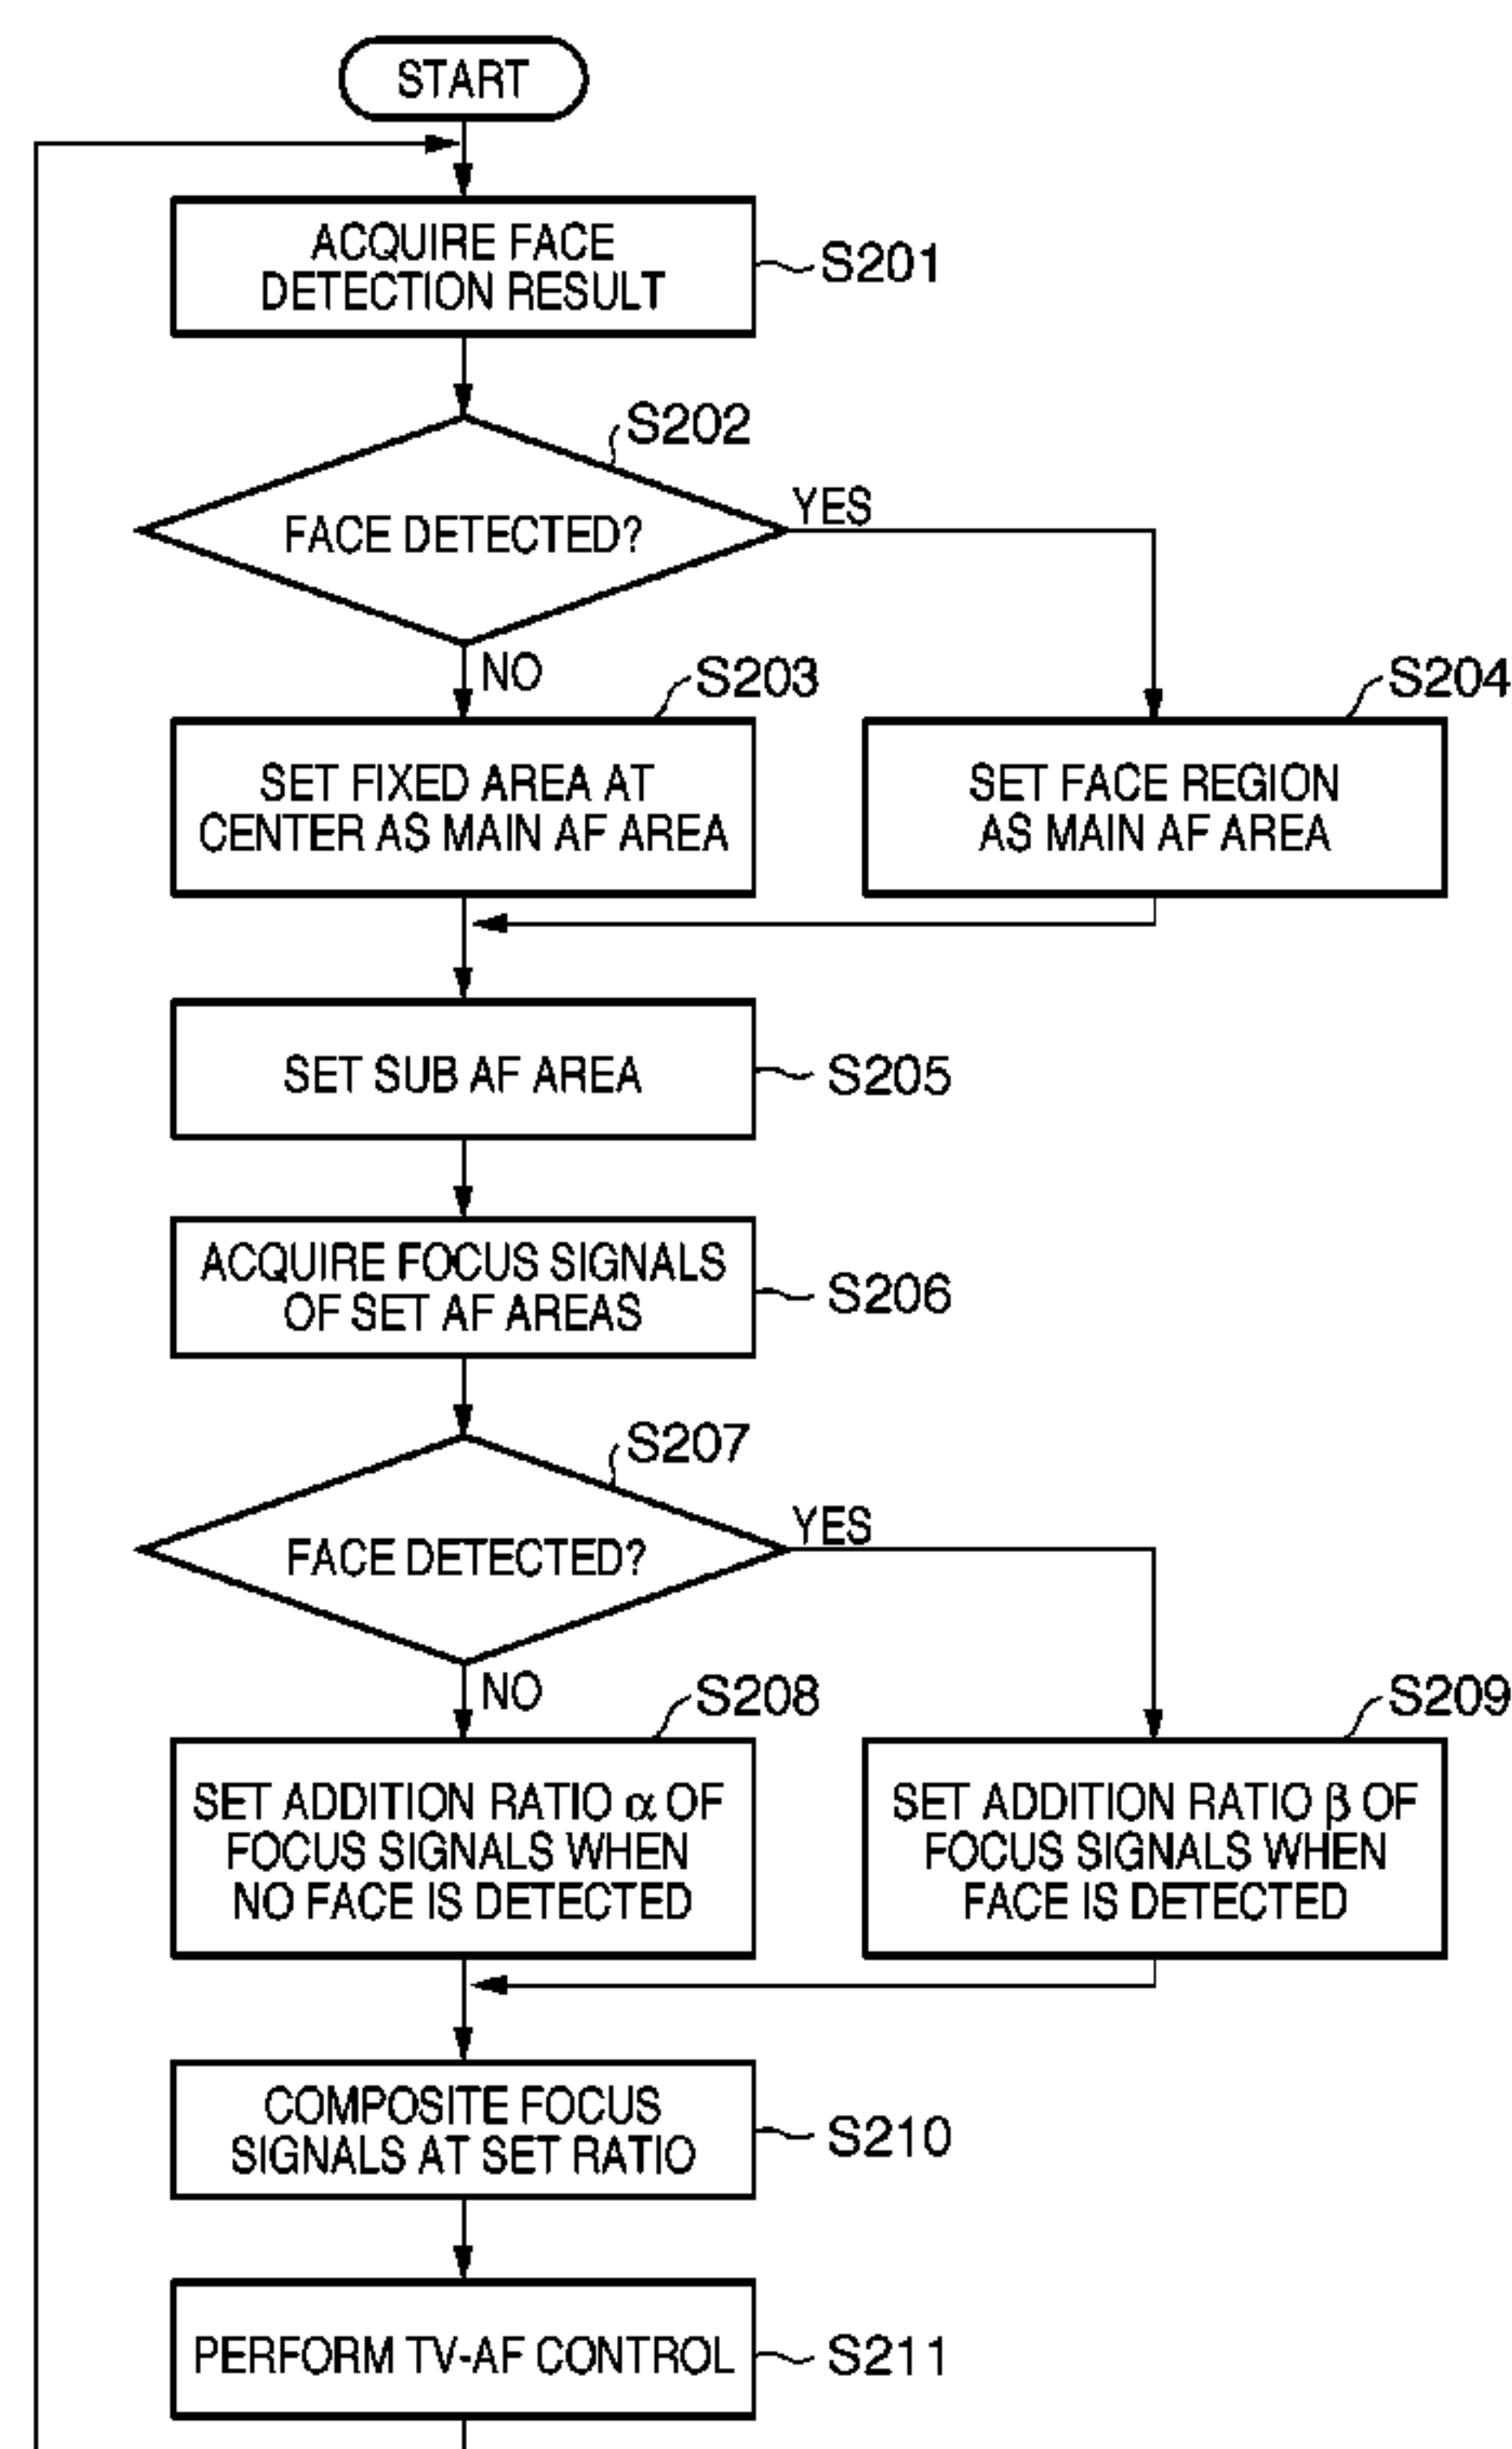 START
ACQUIRE FACE
DETECTION RESULT
S201
S202
FACE DETECTED?
YES
NO
S203
SET FIXED AREA AT
CENTER AS MAIN AF AREA
S204
SET FACE REGION
AS MAIN AF AREA
SET SUB AF AREA
S205
ACQUIRE FOCUS SIGNALS
OF SET AF AREAS
S206
S207
FACE DETECTED?
YES
NO
S208
SET ADDITION RATIO α OF
FOCUS SIGNALS WHEN
NO FACE IS DETECTED
S209
SET ADDITION RATIO β OF
FOCUS SIGNALS WHEN
FACE IS DETECTED
COMPOSITE FOCUS
SIGNALS AT SET RATIO
S210
PERFORM TV-AF CONTROL
S211